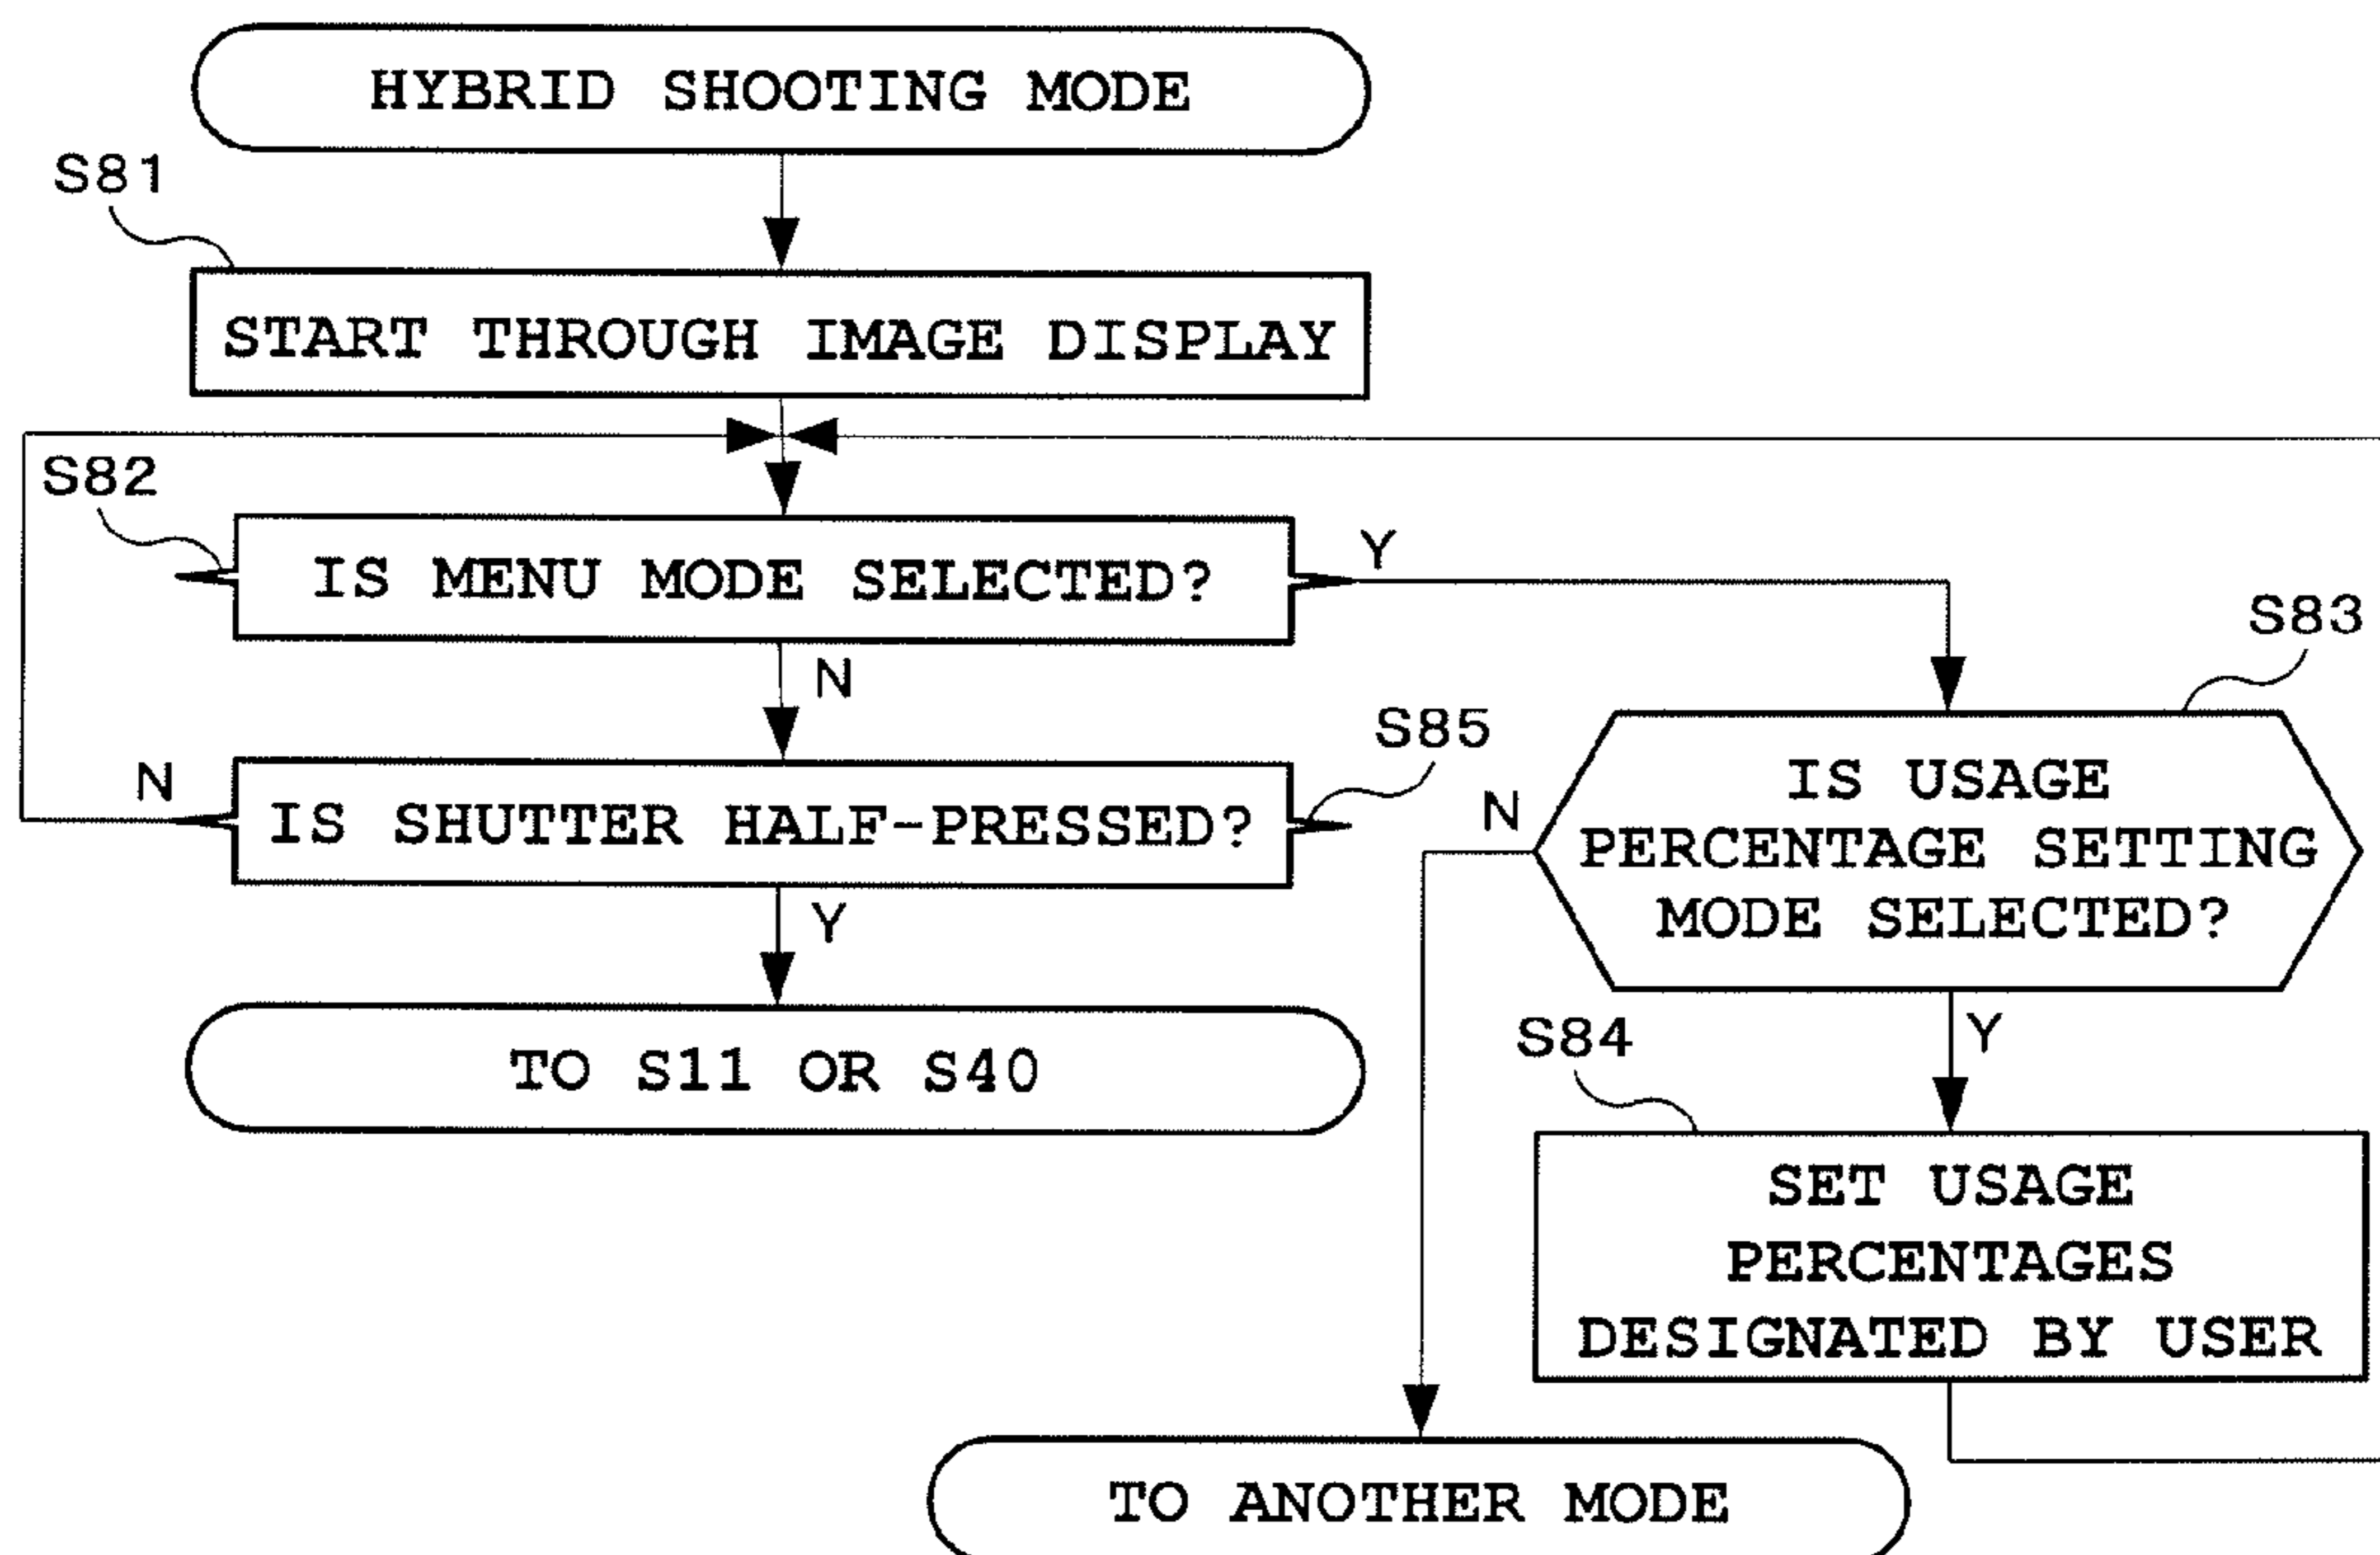 HYBRID SHOOTING MODE
S81
START THROUGH IMAGE DISPLAY
S82
IS MENU MODE SELECTED?
Y
N
S83
IS USAGE
PERCENTAGE SETTING
MODE SELECTED?
N
Y
S85
IS SHUTTER HALF-PRESSED?
N
Y
TO S11 OR S40
S84
SET USAGE
PERCENTAGES
DESIGNATED BY USER
TO ANOTHER MODE